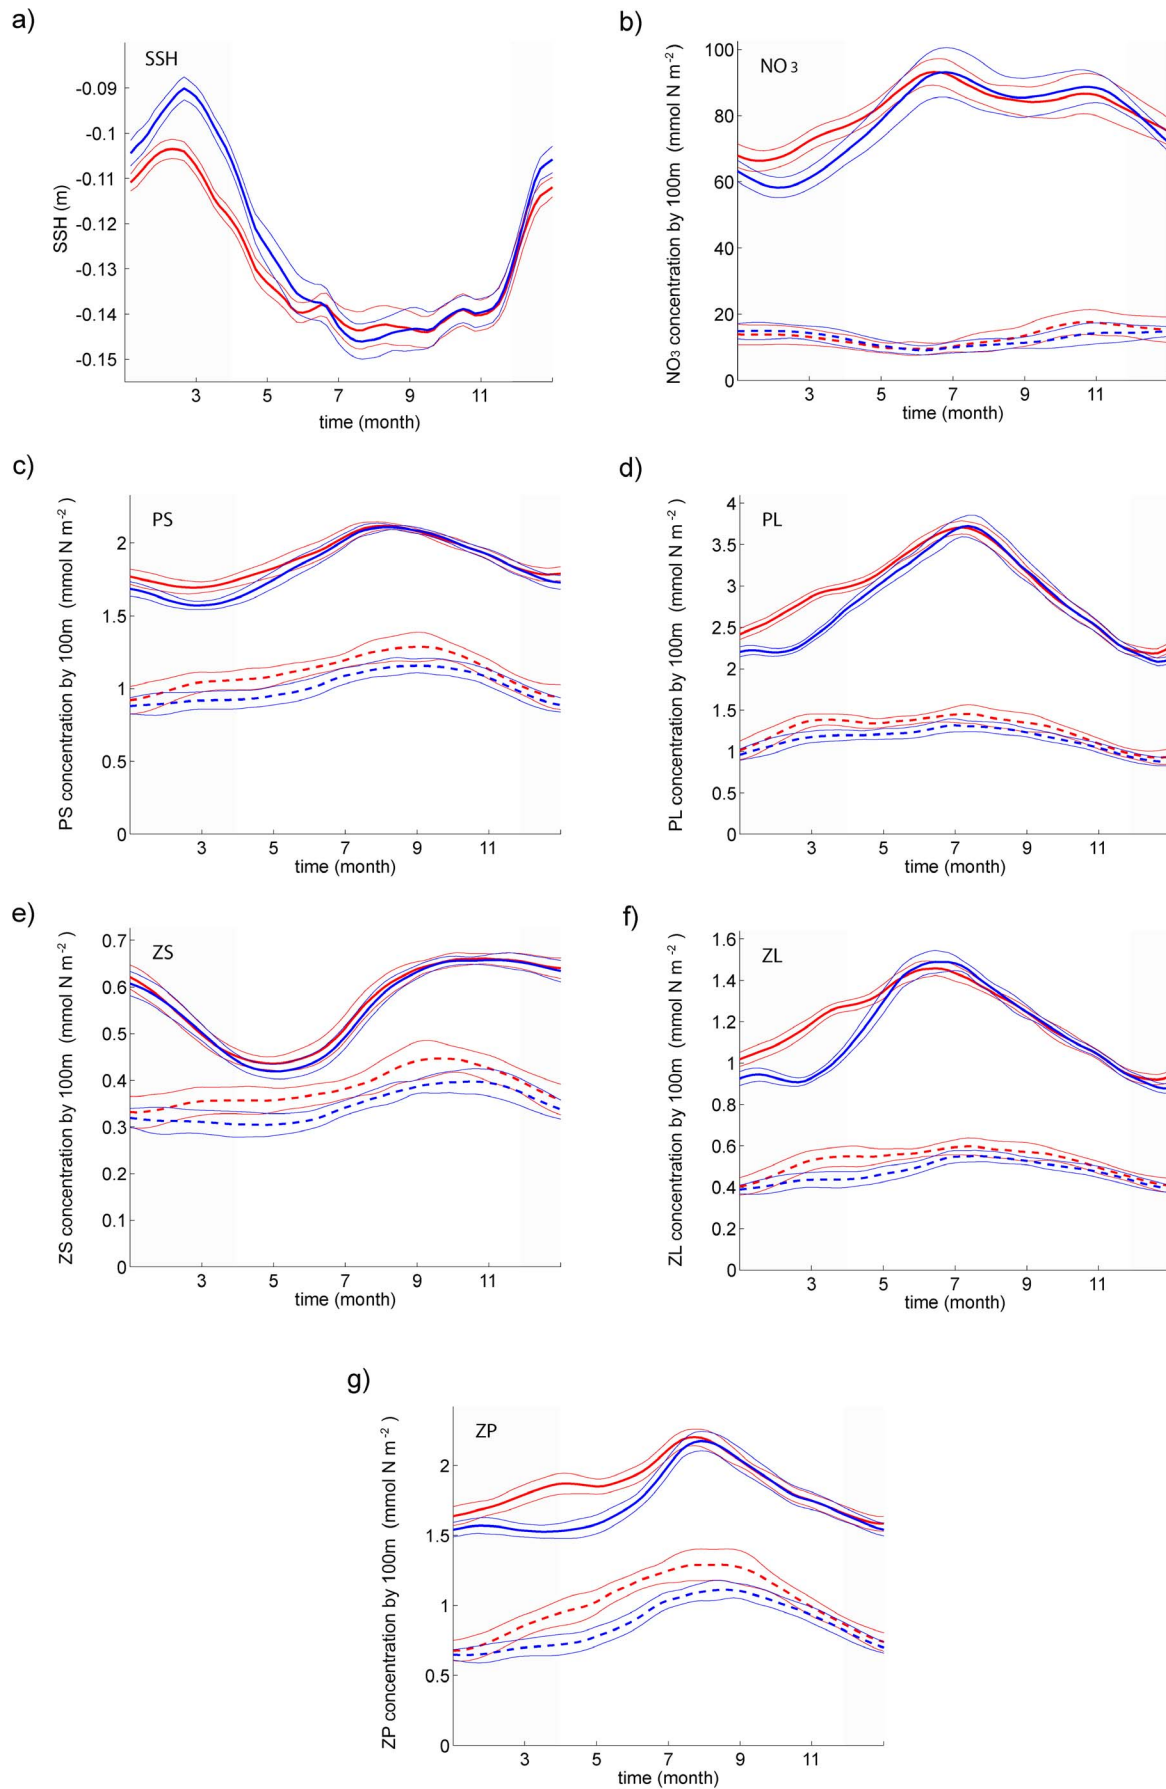 a)
SSH
-0.09
-0.1
-0.11
-0.12
-0.13
-0.14
-0.15
SSH (m)
3 5 7 9 11
time (month)
b)
NO 3
100
80
60
40
20
0
NO3 concentration by 100m (mmol N m-2 )
3 5 7 9 11
time (month)
c)
PS
2
1.5
1
0.5
0
PS concentration by 100m (mmol N m-2 )
3 5 7 9 11
time (month)
d)
PL
4
3.5
3
2.5
2
1.5
1
0.5
0
PL concentration by 100m (mmol N m-2 )
3 5 7 9 11
time (month)
e)
ZS
0.7
0.6
0.5
0.4
0.3
0.2
0.1
0
ZS concentration by 100m (mmol N m-2 )
3 5 7 9 11
time (month)
f)
ZL
1.6
1.4
1.2
1
0.8
0.6
0.4
0.2
0
ZL concentration by 100m (mmol N m-2 )
3 5 7 9 11
time (month)
g)
ZP
2
1.5
1
0.5
0
ZP concentration by 100m (mmol N m-2 )
3 5 7 9 11
time (month)